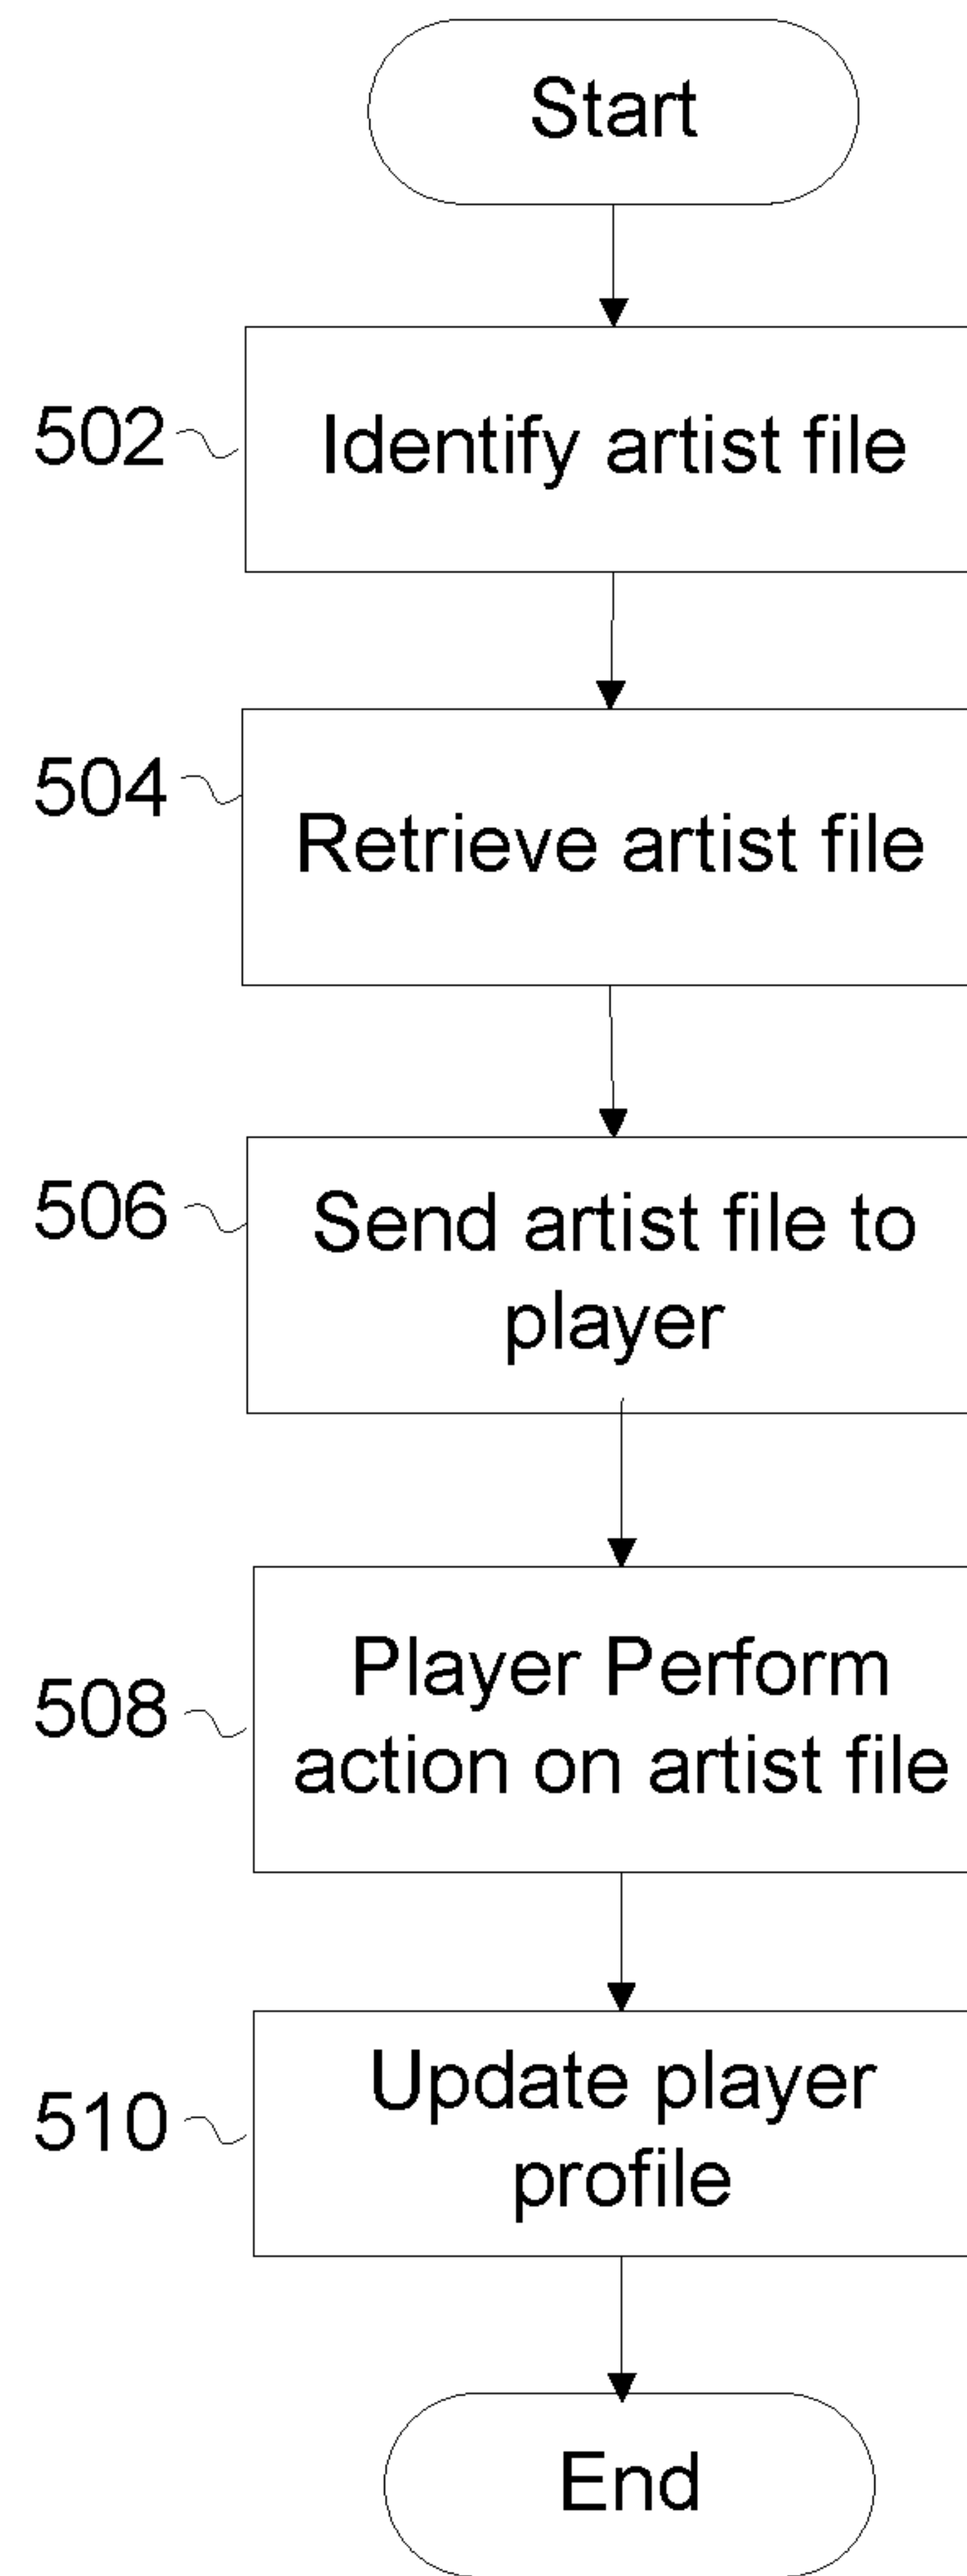 Start
502
Identify artist file
504
Retrieve artist file
506
Send artist file to
player
508
Player Perform
action on artist file
510
Update player
profile
End